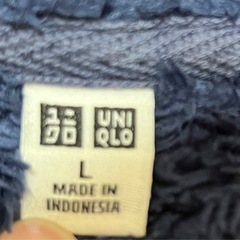 ユニ UNI
クロ QLO
L
MADE IN
INDONESIA